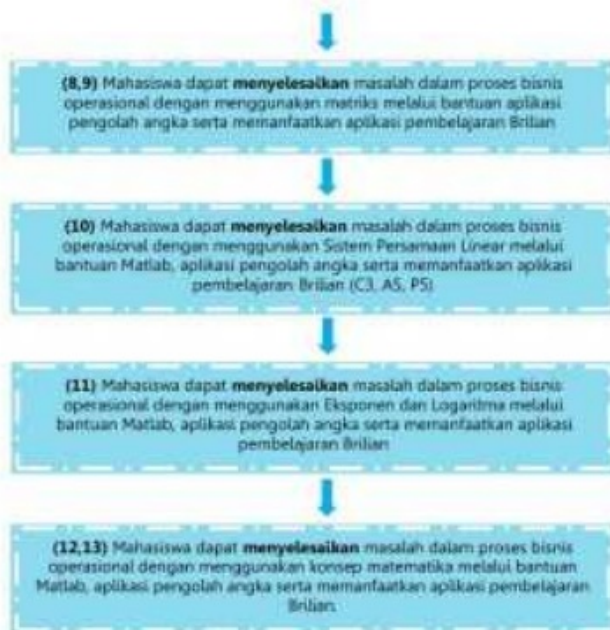 (8,9) Mahasiswa dapat menyelesaikan masalah dalam proses bisnis
operasional dengan menggunakan matriks melalui bantuan aplikasi
pengolah angka serta memanfaatkan aplikasi pembelajaran Brilian
(10) Mahasiswa dapat menyelesaikan masalah dalam proses bisnis
operasional dengan menggunakan Sistem Persamaan Linear melalui
bantuan Matlab, aplikasi pengolah angka serta memanfaatkan aplikasi
pembelajaran Brilian (C3, A5, P5)
(11) Mahasiswa dapat menyelesaikan masalah dalam proses bisnis
operasional dengan menggunakan Eksponen dan Logaritma melalui
bantuan Matlab, aplikasi pengolah angka serta memanfaatkan aplikasi
pembelajaran Brilian
(12,13) Mahasiswa dapat menyelesaikan masalah dalam proses bisnis
operasional dengan menggunakan konsep matematika melalui bantuan
Matlab, aplikasi pengolah angka serta memanfaatkan aplikasi pembelajaran
Brilian.